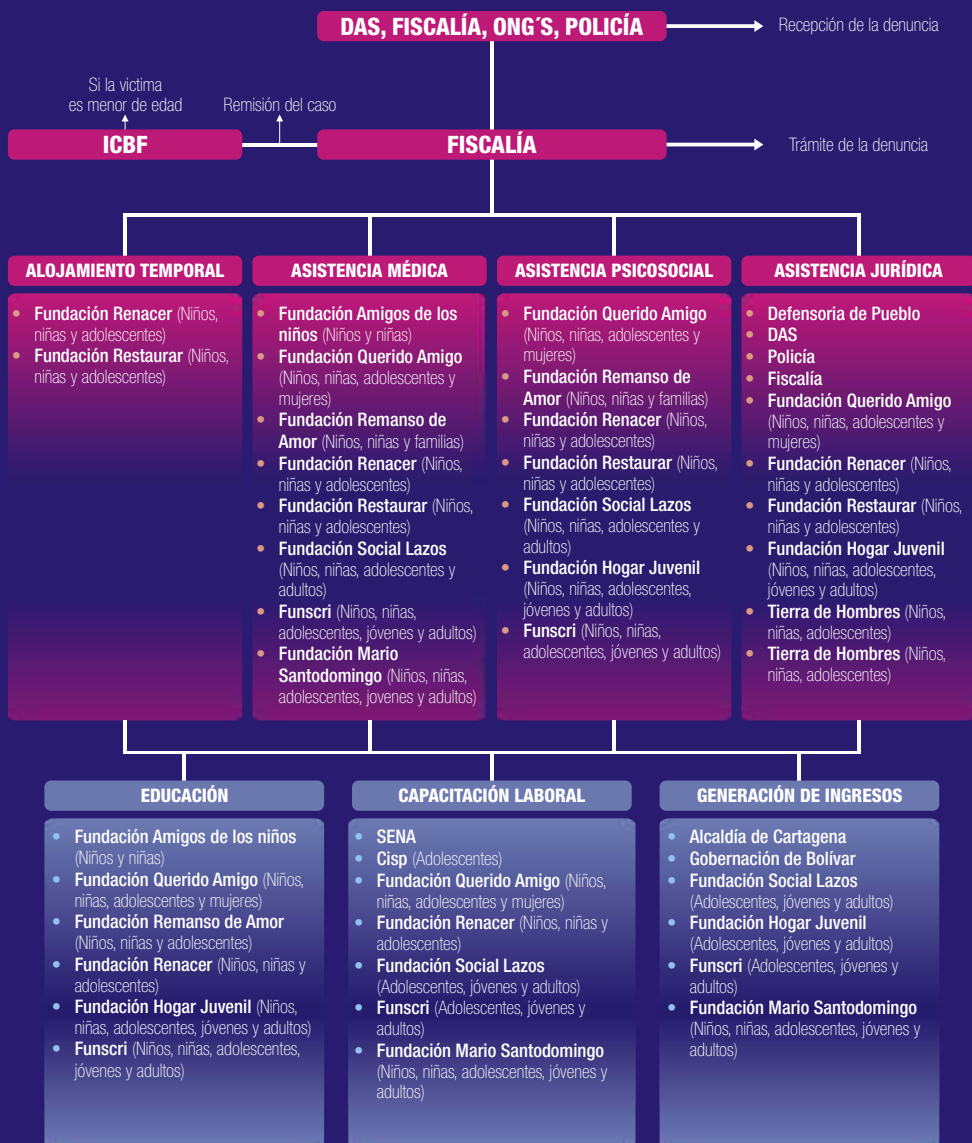 DAS, FISCALÍA, ONG´S, POLICÍA
Recepción de la denuncia
Si la victima
es menor de edad
Remisión del caso
ICBF
FISCALÍA
Trámite de la denuncia
ALOJAMIENTO TEMPORAL
• Fundación Renacer (Niños,
niñas y adolescentes)
• Fundación Restaurar (Niños,
niñas y adolescentes)
ASISTENCIA MÉDICA
• Fundación Amigos de los
niños (Niños y niñas)
• Fundación Querido Amigo
(Niños, niñas, adolescentes y
mujeres)
• Fundación Remanso de
Amor (Niños, niñas y familias)
• Fundación Renacer (Niños,
niñas y adolescentes)
• Fundación Restaurar (Niños,
niñas y adolescentes)
• Fundación Social Lazos
(Niños, niñas, adolescentes y
adultos)
• Funscri (Niños, niñas,
adolescentes, jóvenes y adultos)
• Fundación Mario
Santodomingo (Niños, niñas,
adolescentes, jovenes y adultos)
ASISTENCIA PSICOSOCIAL
• Fundación Querido Amigo
(Niños, niñas, adolescentes y
mujeres)
• Fundación Remanso de
Amor (Niños, niñas y familias)
• Fundación Renacer (Niños,
niñas y adolescentes)
• Fundación Restaurar (Niños,
niñas y adolescentes)
• Fundación Social Lazos
(Niños, niñas, adolescentes y
adultos)
• Fundación Hogar Juvenil
(Niños, niñas, adolescentes,
jóvenes y adultos)
• Funscri (Niños, niñas,
adolescentes, jóvenes y adultos)
ASISTENCIA JURÍDICA
• Defensoria de Pueblo
• DAS
• Policía
• Fiscalía
• Fundación Querido Amigo
(Niños, niñas, adolescentes y
mujeres)
• Fundación Renacer (Niños,
niñas y adolescentes)
• Fundación Restaurar (Niños,
niñas y adolescentes)
• Fundación Hogar Juvenil
(Niños, niñas, adolescentes,
jóvenes y adultos)
• Tierra de Hombres (Niños,
niñas, adolescentes)
• Tierra de Hombres (Niños,
niñas, adolescentes)
EDUCACIÓN
• Fundación Amigos de los niños
(Niños y niñas)
• Fundación Querido Amigo (Niños,
niñas, adolescentes y mujeres)
• Fundación Remanso de Amor
(Niños, niñas y adolescentes)
• Fundación Renacer (Niños, niñas y
adolescentes)
• Fundación Hogar Juvenil (Niños,
niñas, adolescentes, jóvenes y adultos)
• Funscri (Niños, niñas, adolescentes,
jóvenes y adultos)
CAPACITACIÓN LABORAL
• SENA
• Cisp (Adolescentes)
• Fundación Querido Amigo (Niños,
niñas, adolescentes y mujeres)
• Fundación Renacer (Niños, niñas y
adolescentes)
• Fundación Social Lazos
(Adolescentes, jóvenes y adultos)
• Funscri (Adolescentes, jóvenes y
adultos)
• Fundación Mario Santodomingo
(Niños, niñas, adolescentes, jóvenes y
adultos)
GENERACIÓN DE INGRESOS
• Alcaldía de Cartagena
• Gobernación de Bolívar
• Fundación Social Lazos
(Adolescentes, jóvenes y adultos)
• Fundación Hogar Juvenil
(Adolescentes, jóvenes y adultos)
• Funscri (Adolescentes, jóvenes y
adultos)
• Fundación Mario Santodomingo
(Niños, niñas, adolescentes, jóvenes y
adultos)